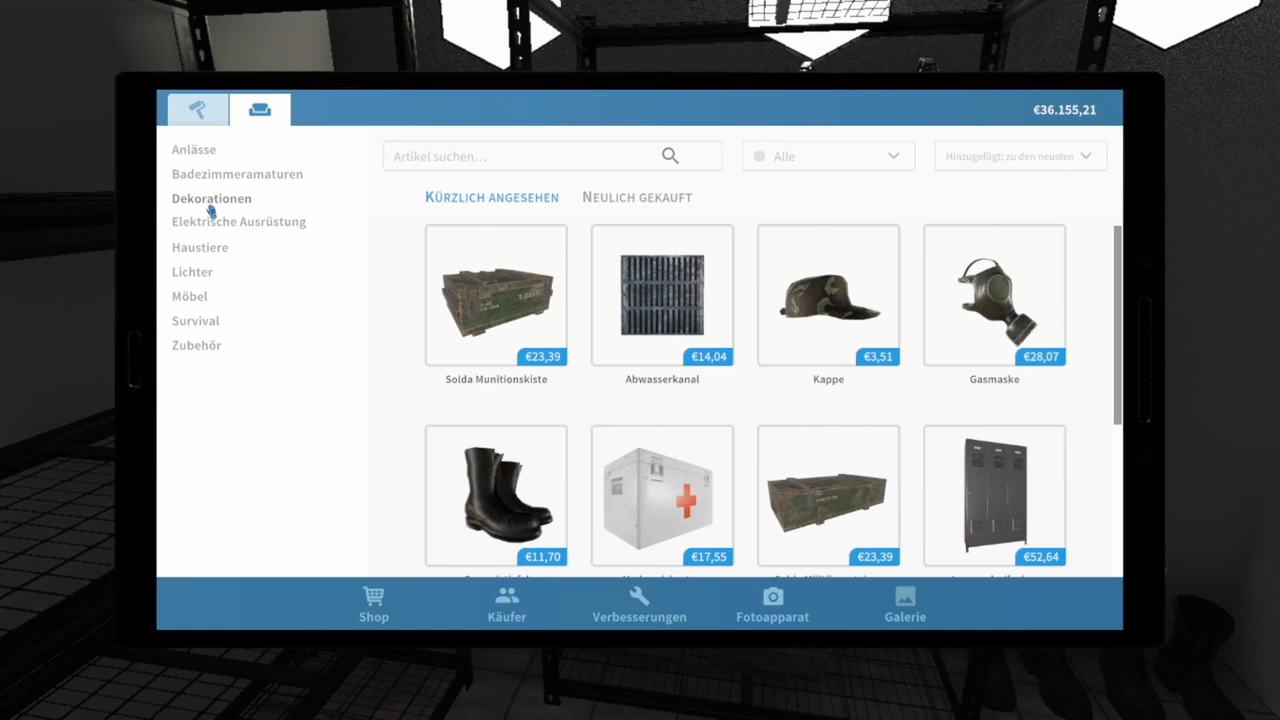 €36.155,21
Anlässe
Badezimmeramaturen
Dekorationen
Elektrische Ausrüstung
Haustiere
Lichter
Möbel
Survival
Zubehör
Artikel suchen...
Alle
Hinzugefügt: zu den neusten
KÜRZLICH ANGESEHEN
NEULICH GEKAUFT
€23,39
€14,04
€3,51
€28,07
Solda Munitionskiste
Abwasserkanal
Kappe
Gasmaske
€11,70
€17,55
€23,39
€52,64
Shop
Käufer
Verbesserungen
Fotoapparat
Galerie